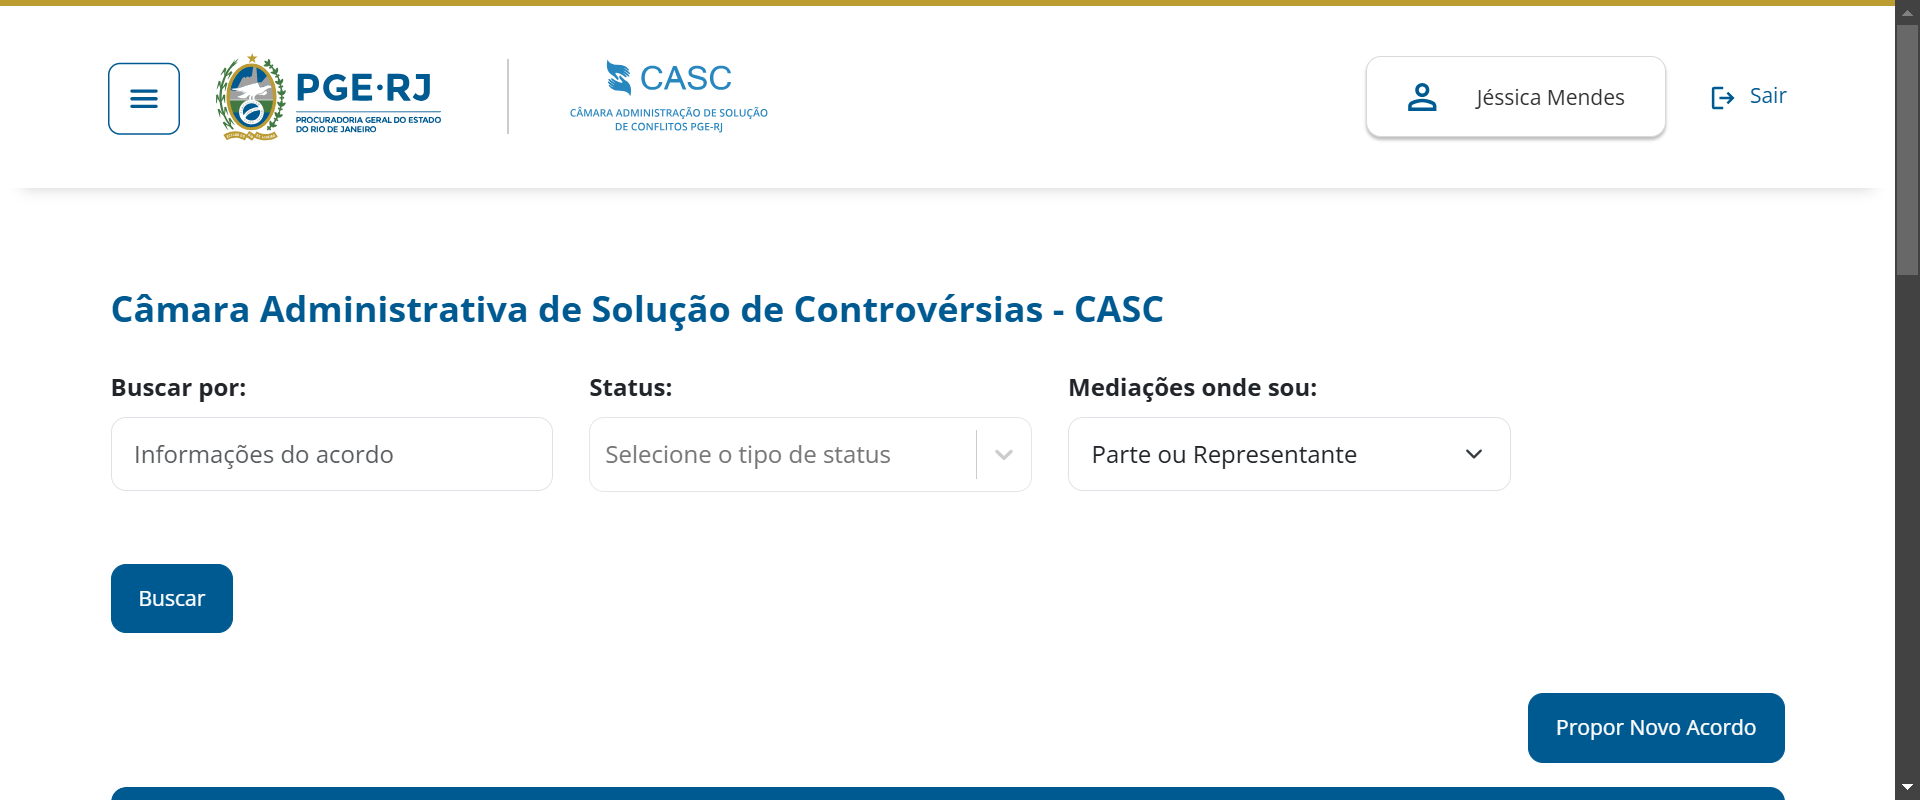 PGE·RJ
PROCURADORIA GERAL DO ESTADO
DO RIO DE JANEIRO
CASC
CÂMARA ADMINISTRAÇÃO DE SOLUÇÃO
DE CONFLITOS PGE-RJ
Jéssica Mendes
Sair
Câmara Administrativa de Solução de Controvérsias - CASC
Buscar por:
Status:
Mediações onde sou:
Informações do acordo
Selecione o tipo de status
Parte ou Representante
Buscar
Propor Novo Acordo